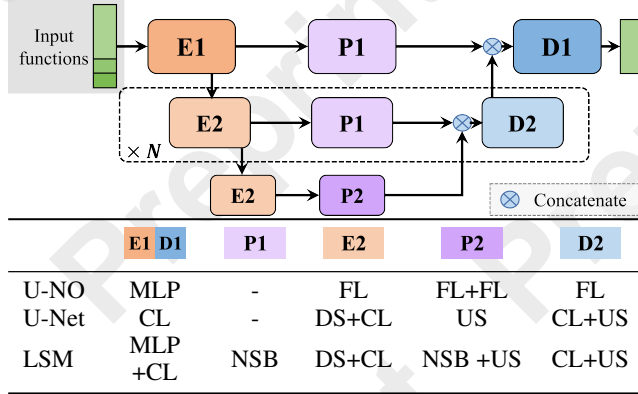 Input
functions
E1
P1
D1
E2
P1
D2
× N
E2
P2
Concatenate
E1 D1 P1 E2 P2 D2
U-NO MLP - FL FL+FL FL
U-Net CL - DS+CL US CL+US
LSM MLP +CL NSB DS+CL NSB +US CL+US
Preprint